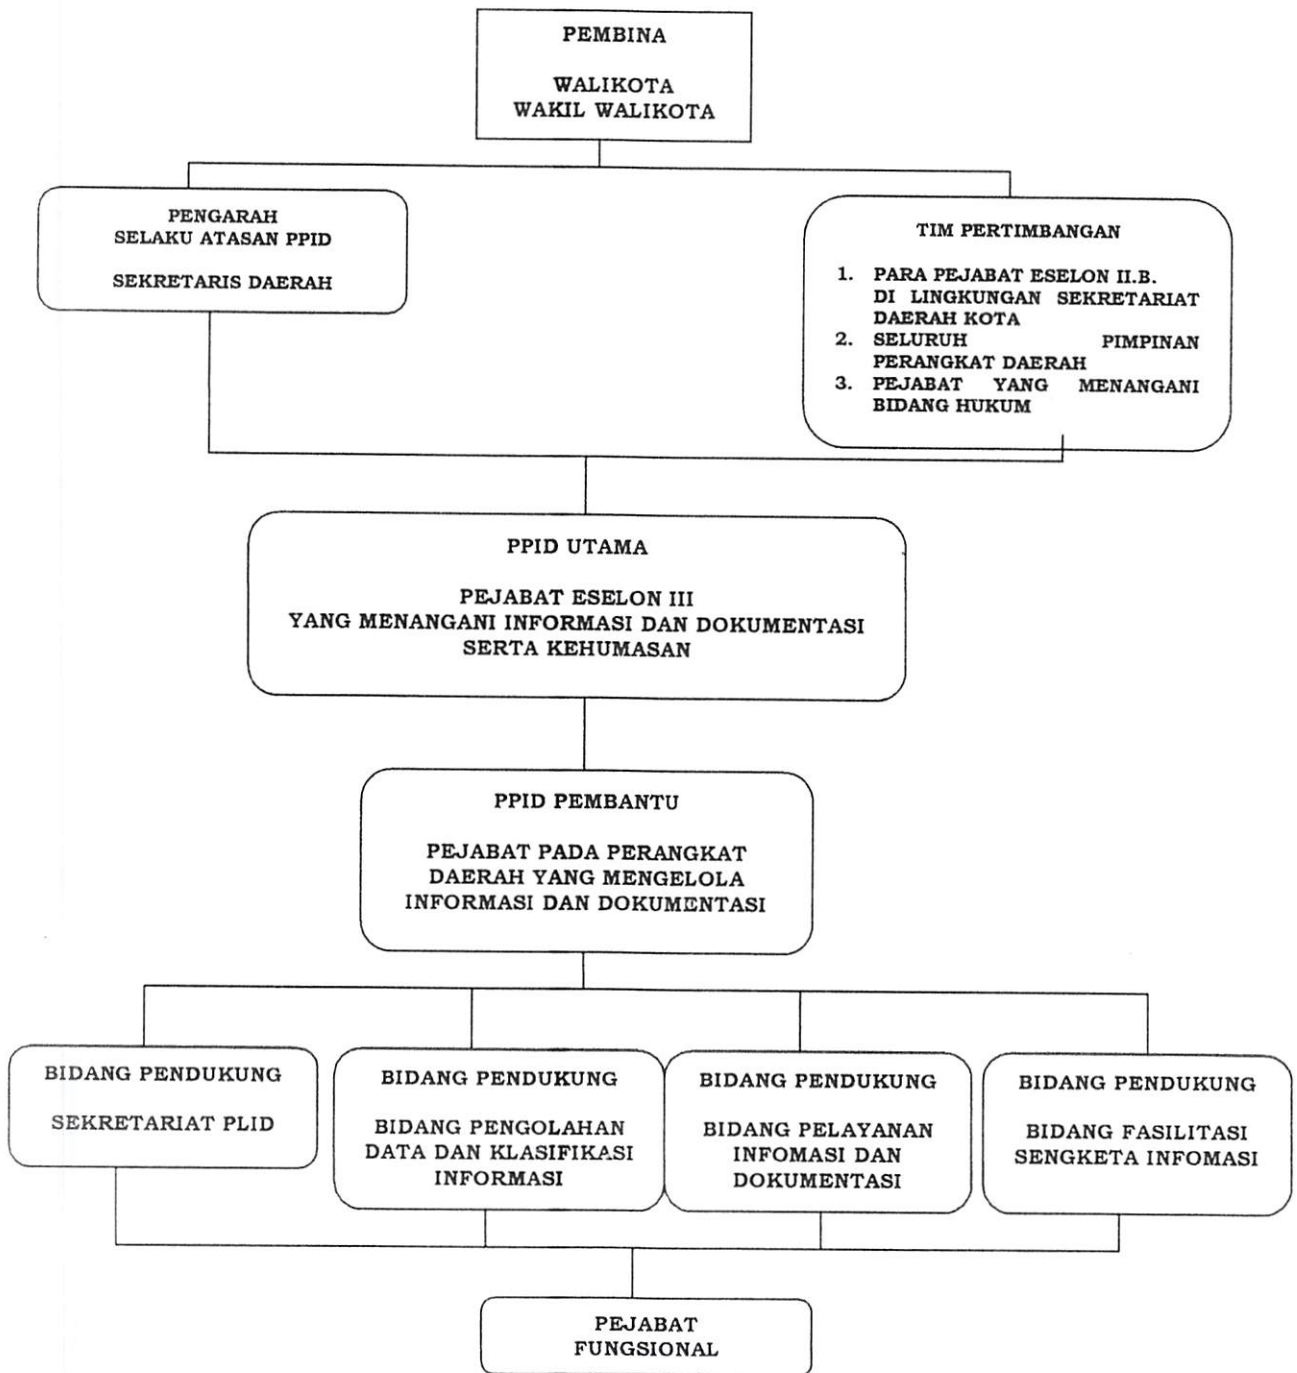 PEMBINA
WALIKOTA
WAKIL WALIKOTA
PENGARAH
SELAKU ATASAN PPID
SEKRETARIS DAERAH
TIM PERTIMBANGAN
1. PARA PEJABAT ESELON II.B.
DI LINGKUNGAN SEKRETARIAT
DAERAH KOTA
2. SELURUH PIMPINAN
PERANGKAT DAERAH
3. PEJABAT YANG MENANGANI
BIDANG HUKUM
PPID UTAMA
PEJABAT ESELON III
YANG MENANGANI INFORMASI DAN DOKUMENTASI
SERTA KEHUMASAN
PPID PEMBANTU
PEJABAT PADA PERANGKAT
DAERAH YANG MENGELOLA
INFORMASI DAN DOKUMENTASI
BIDANG PENDUKUNG
SEKRETARIAT PLID
BIDANG PENDUKUNG
BIDANG PENGOLAHAN
DATA DAN KLASIFIKASI
INFORMASI
BIDANG PENDUKUNG
BIDANG PELAYANAN
INFOMASI DAN
DOKUMENTASI
BIDANG PENDUKUNG
BIDANG FASILITASI
SENGKETA INFOMASI
PEJABAT
FUNGSIONAL